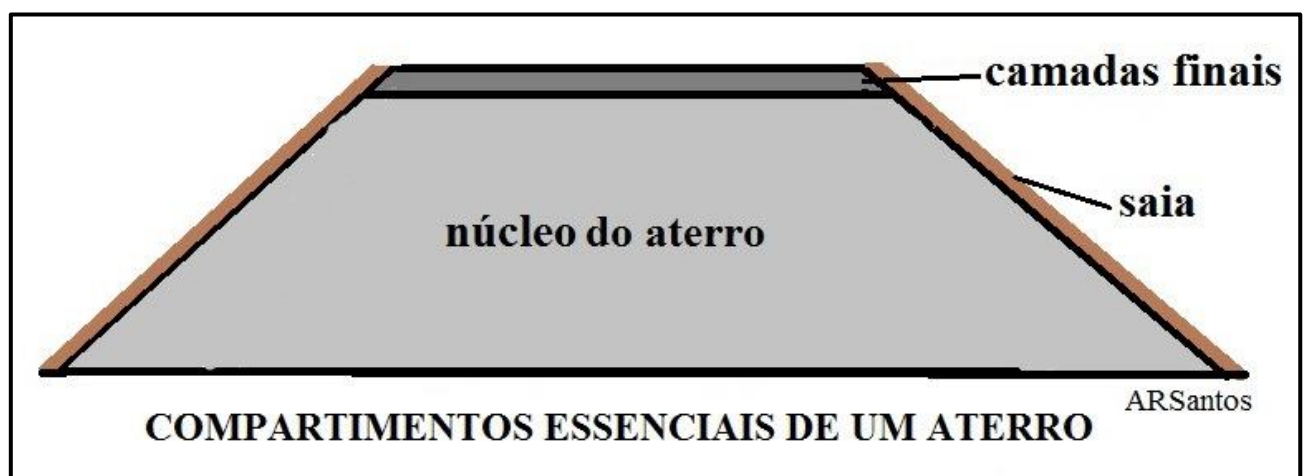 camadas finais
saia
núcleo do aterro
ARSantos
COMPARTIMENTOS ESSENCIAIS DE UM ATERRO